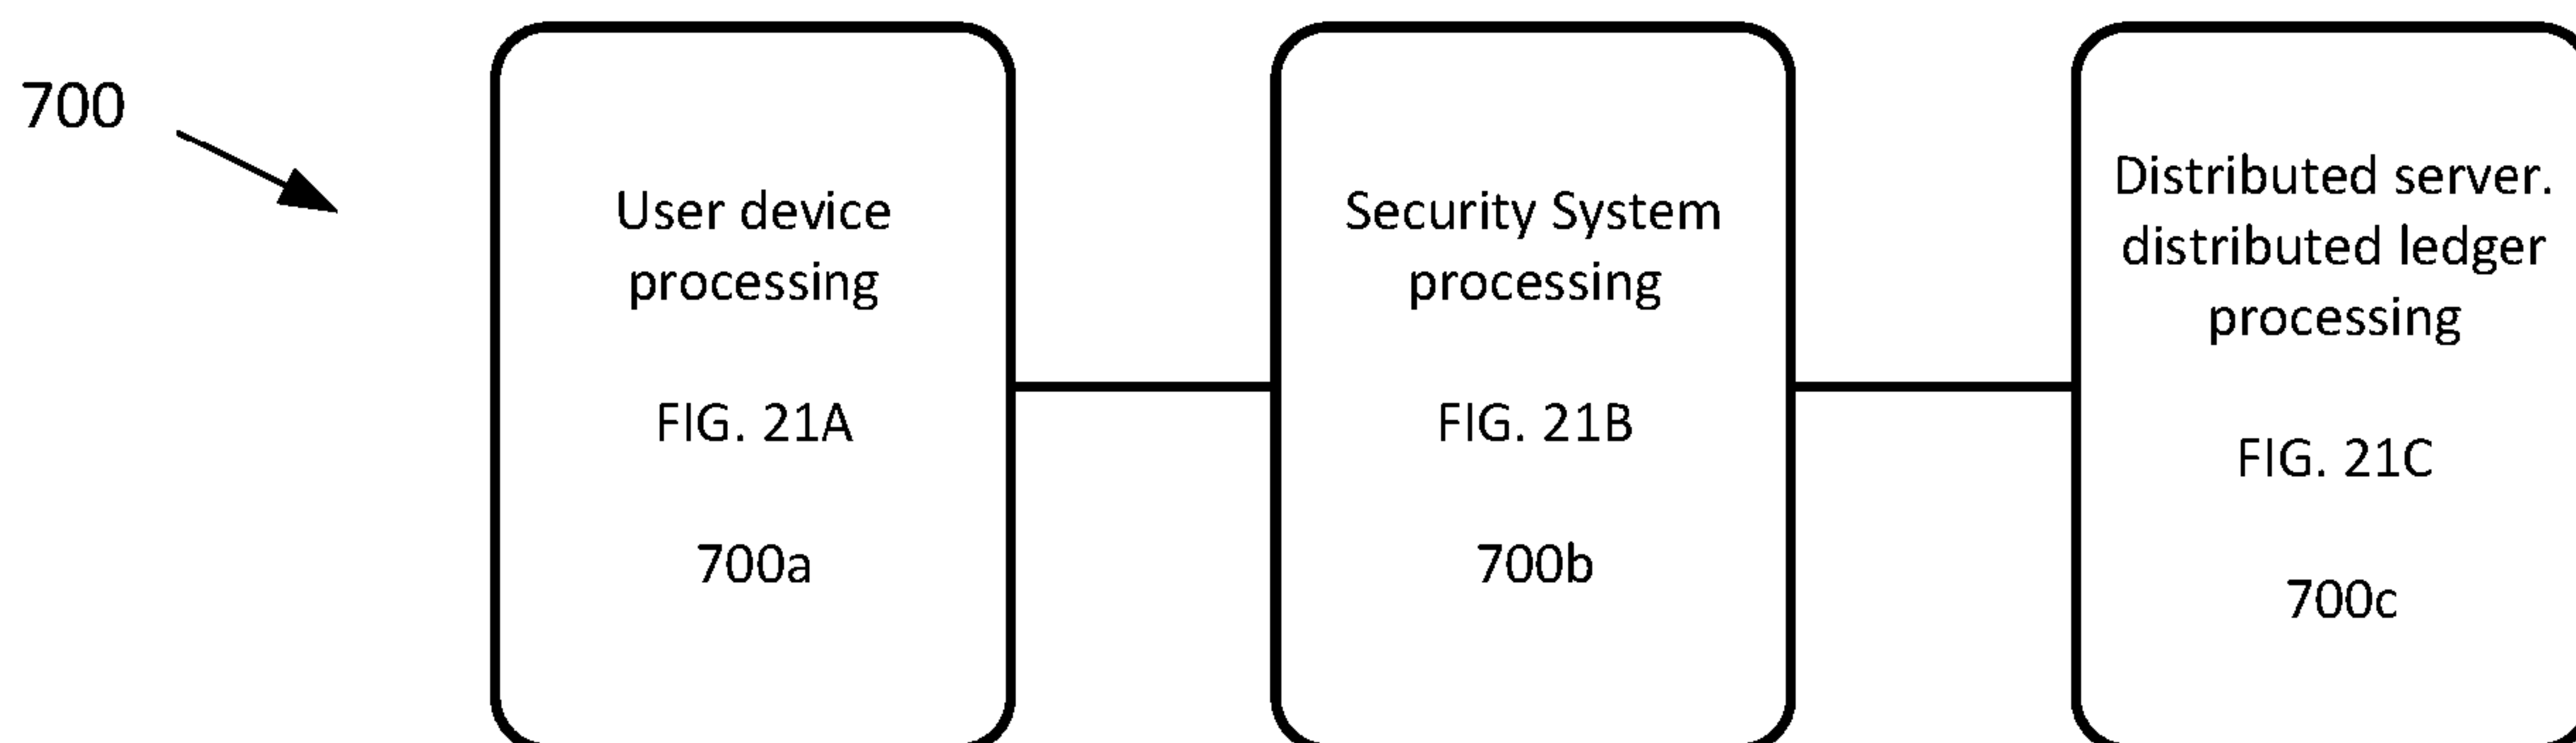 700
User device
processing
FIG. 21A
700a
Security System
processing
FIG. 21B
700b
Distributed server.
distributed ledger
processing
FIG. 21C
700c